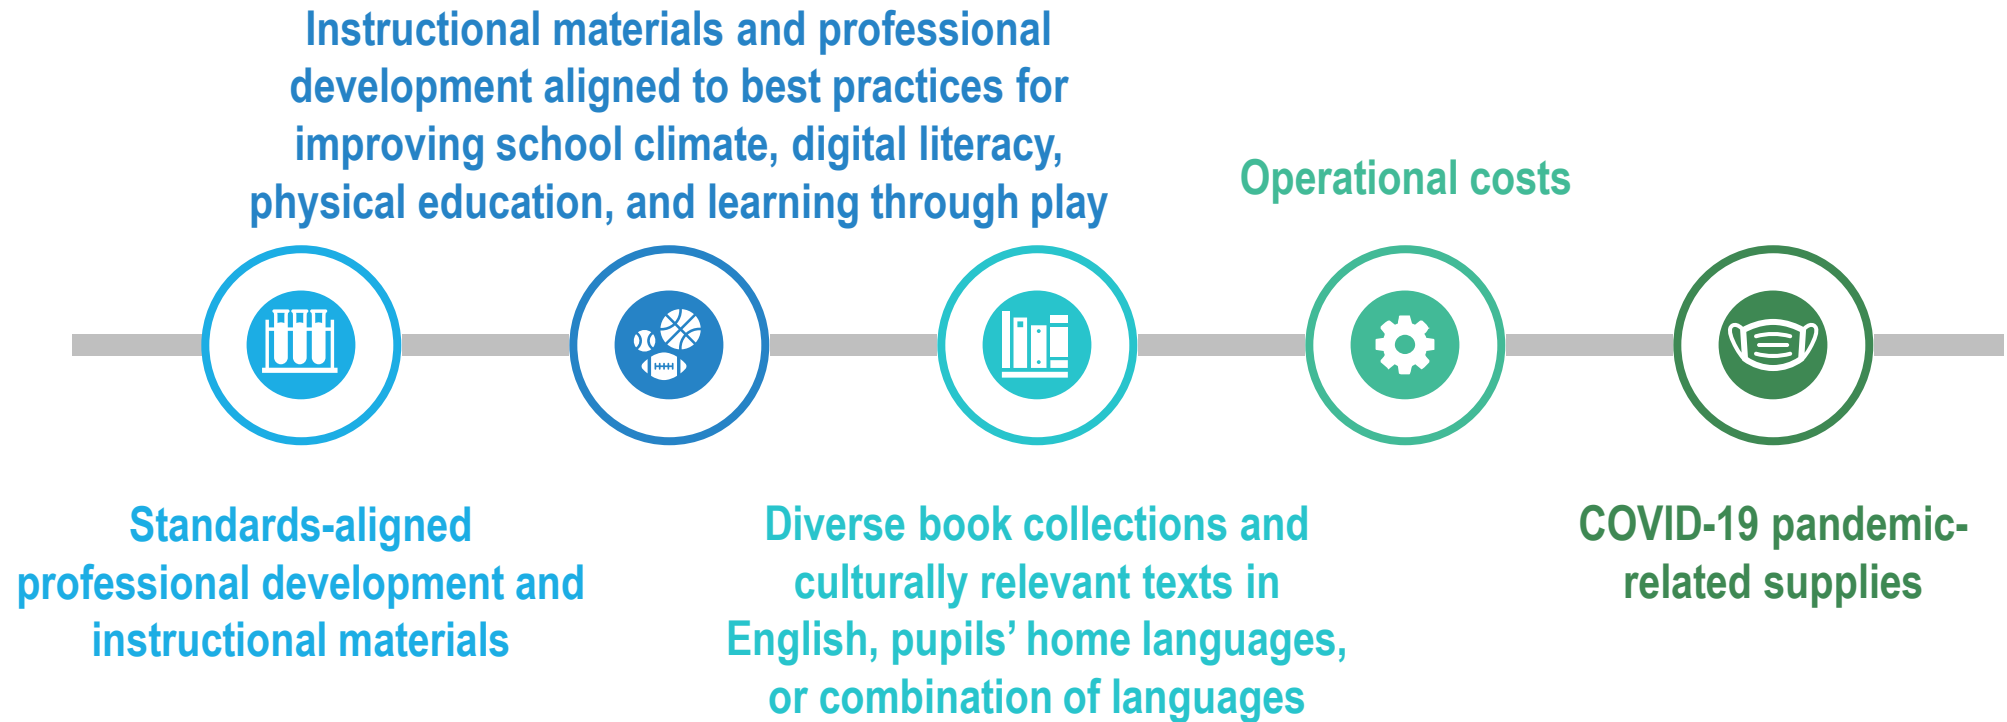 Instructional materials and professional
development aligned to best practices for
improving school climate, digital literacy,
physical education, and learning through play
Operational costs
Standards-aligned
professional development and
instructional materials
Diverse book collections and
culturally relevant texts in
English, pupils’ home languages,
or combination of languages
COVID-19 pandemic-
related supplies